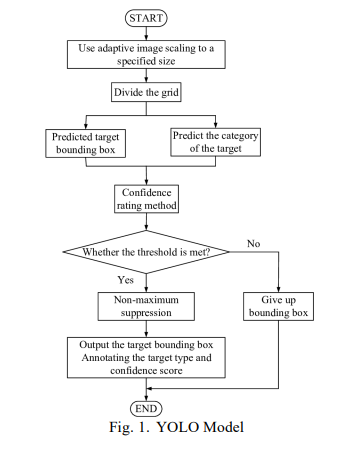 START
Use adaptive image scaling to a
specified size
Divide the grid
Predicted target
bounding box
Predict the category
of the target
Confidence
rating method
Whether the threshold is met?
No
Yes
Non-maximum
suppression
Give up
bounding box
Output the target bounding box
Annotating the target type and
confidence score
END
Fig. 1. YOLO Model